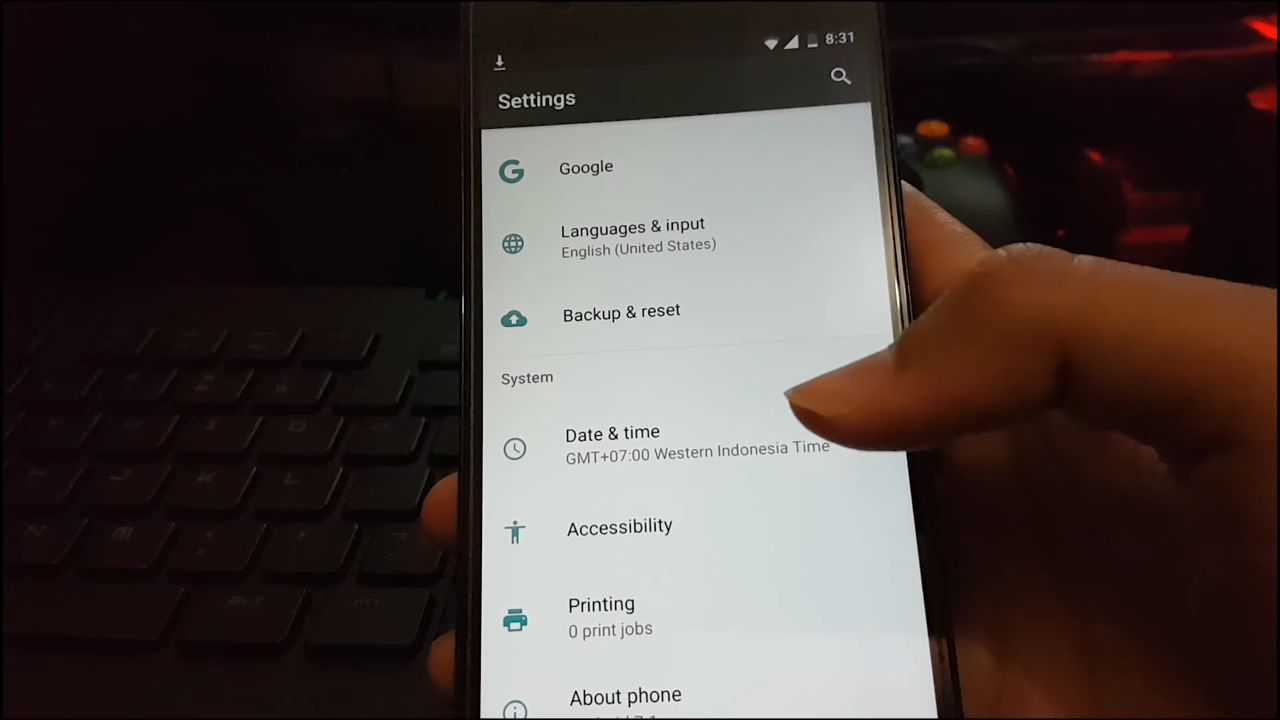 8:31
Settings
Google
Languages & input
English (United States)
Backup & reset
System
Date & time
GMT+07:00 Western Indonesia Time
Accessibility
Printing
0 print jobs
About phone